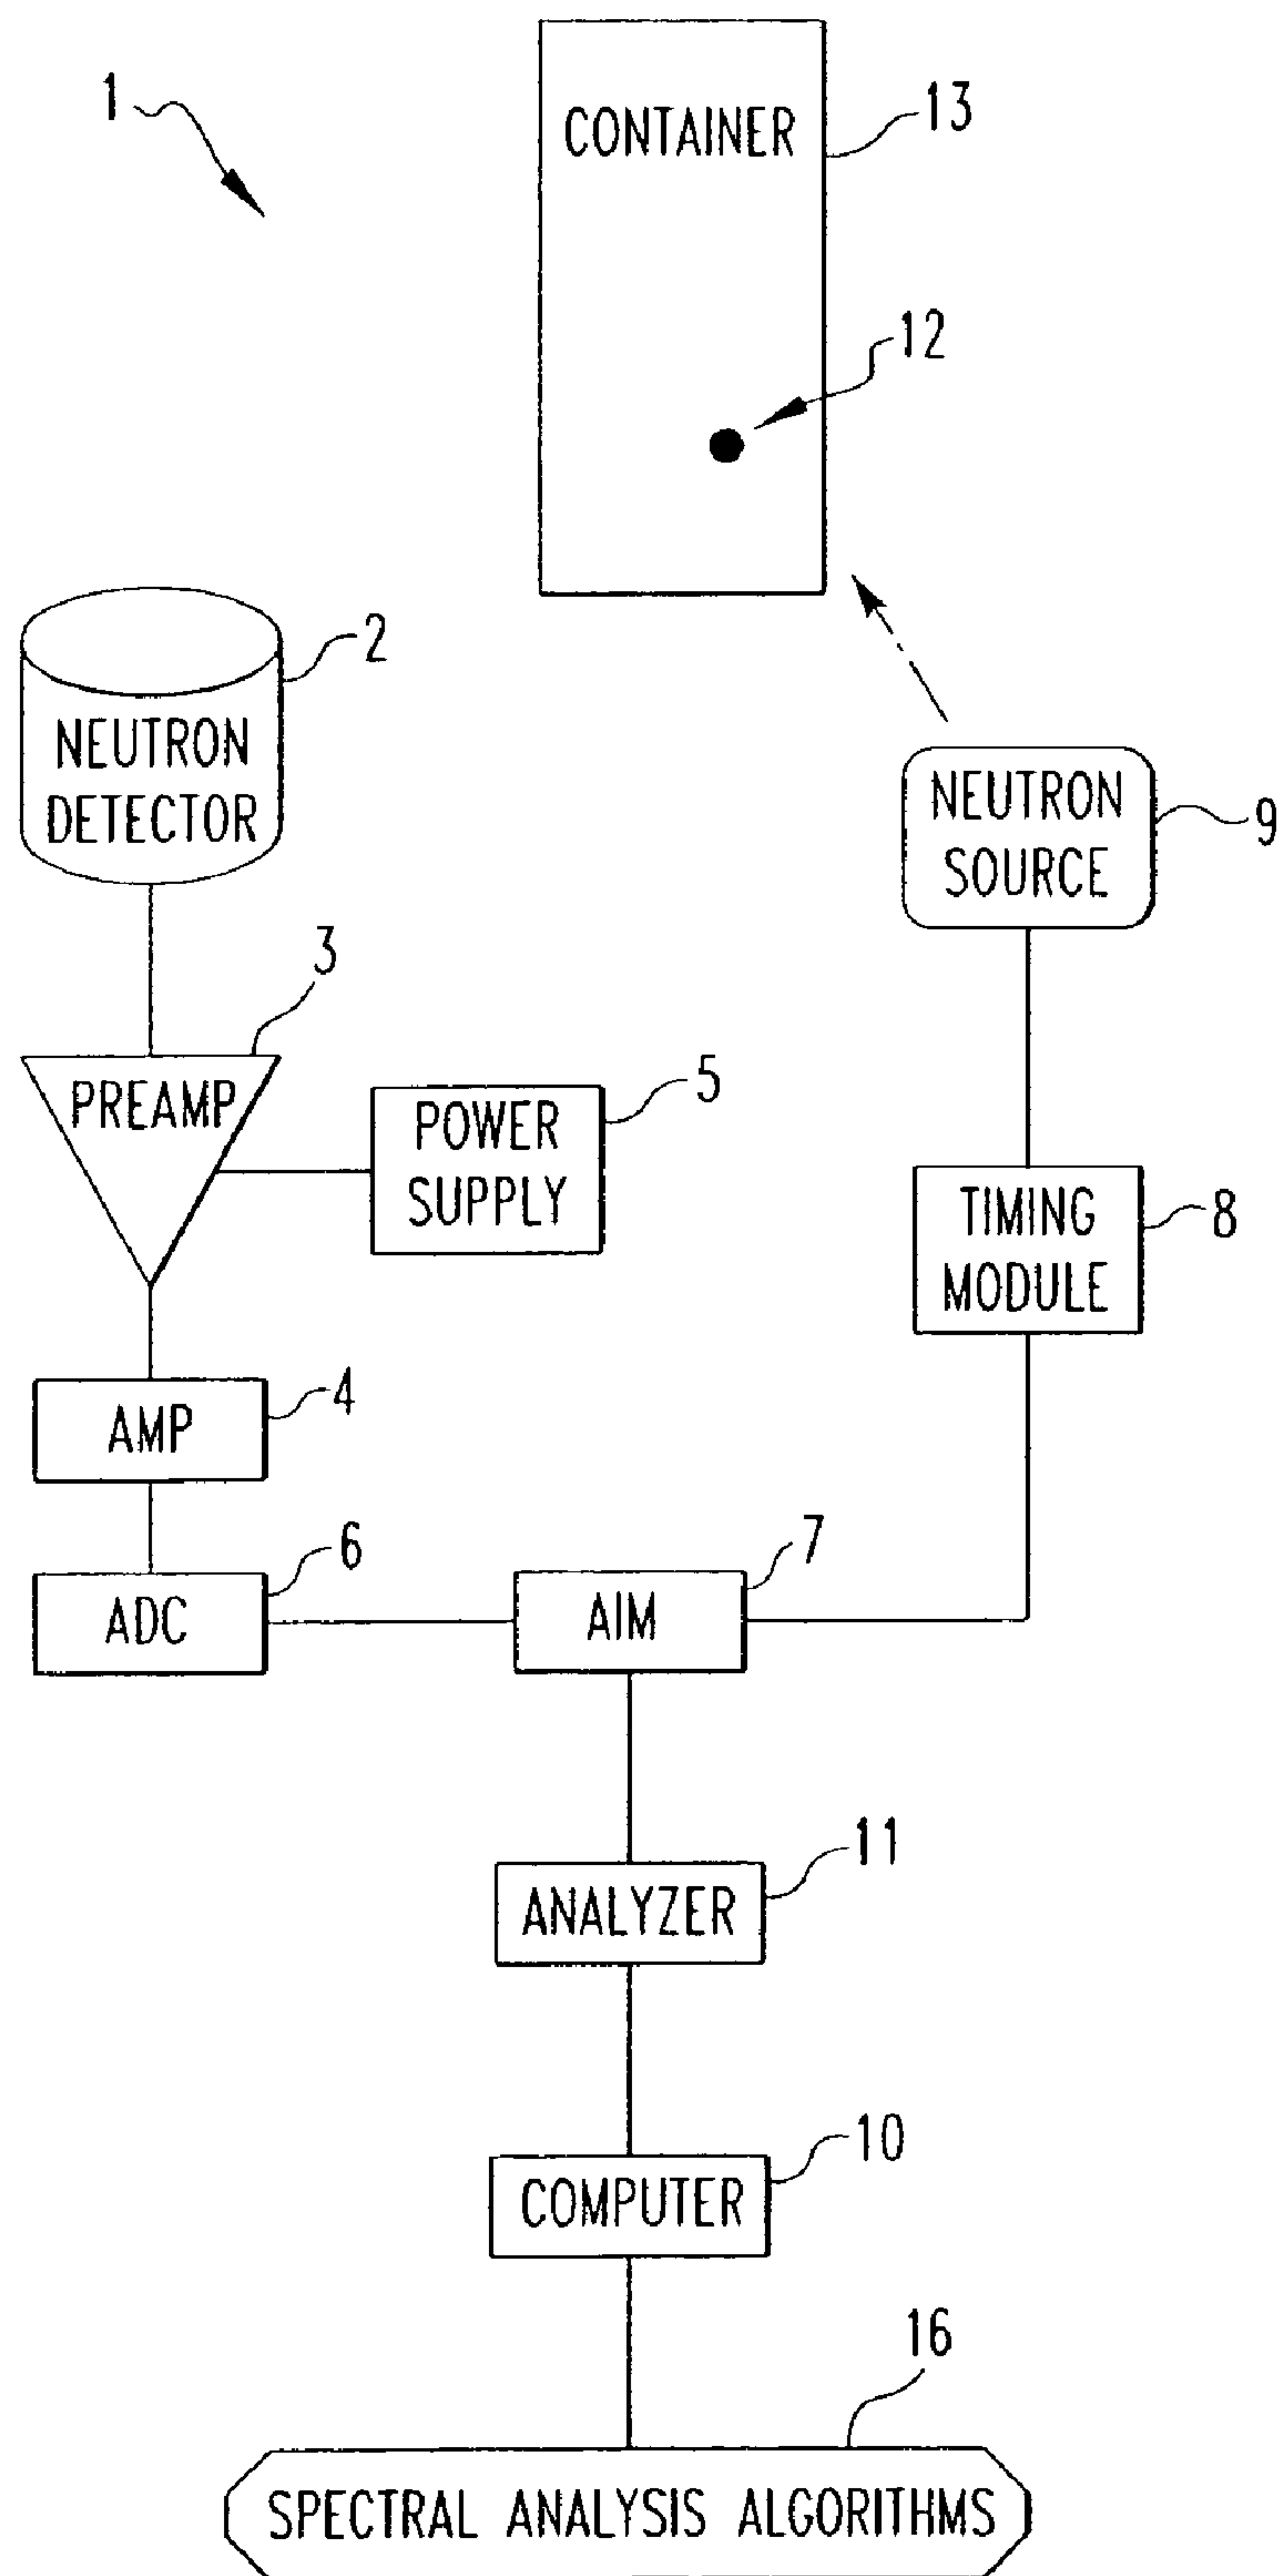 1
CONTAINER
13
12
2
NEUTRON
DETECTOR
NEUTRON
SOURCE
9
3
PREAMP
5
POWER
SUPPLY
TIMING
MODULE
8
4
AMP
6
ADC
7
AIM
11
ANALYZER
10
COMPUTER
16
SPECTRAL ANALYSIS ALGORITHMS